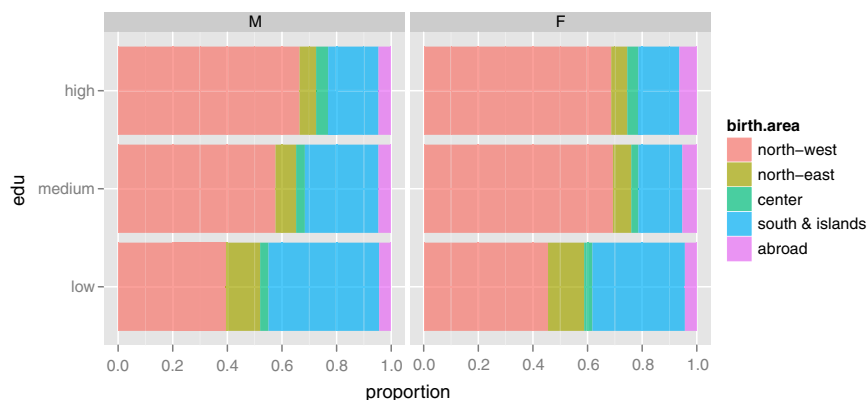 M
F
edu
high
medium
low
0.0 0.2 0.4 0.6 0.8 1.0
0.0 0.2 0.4 0.6 0.8 1.0
proportion
birth.area
north−west
north−east
center
south & islands
abroad